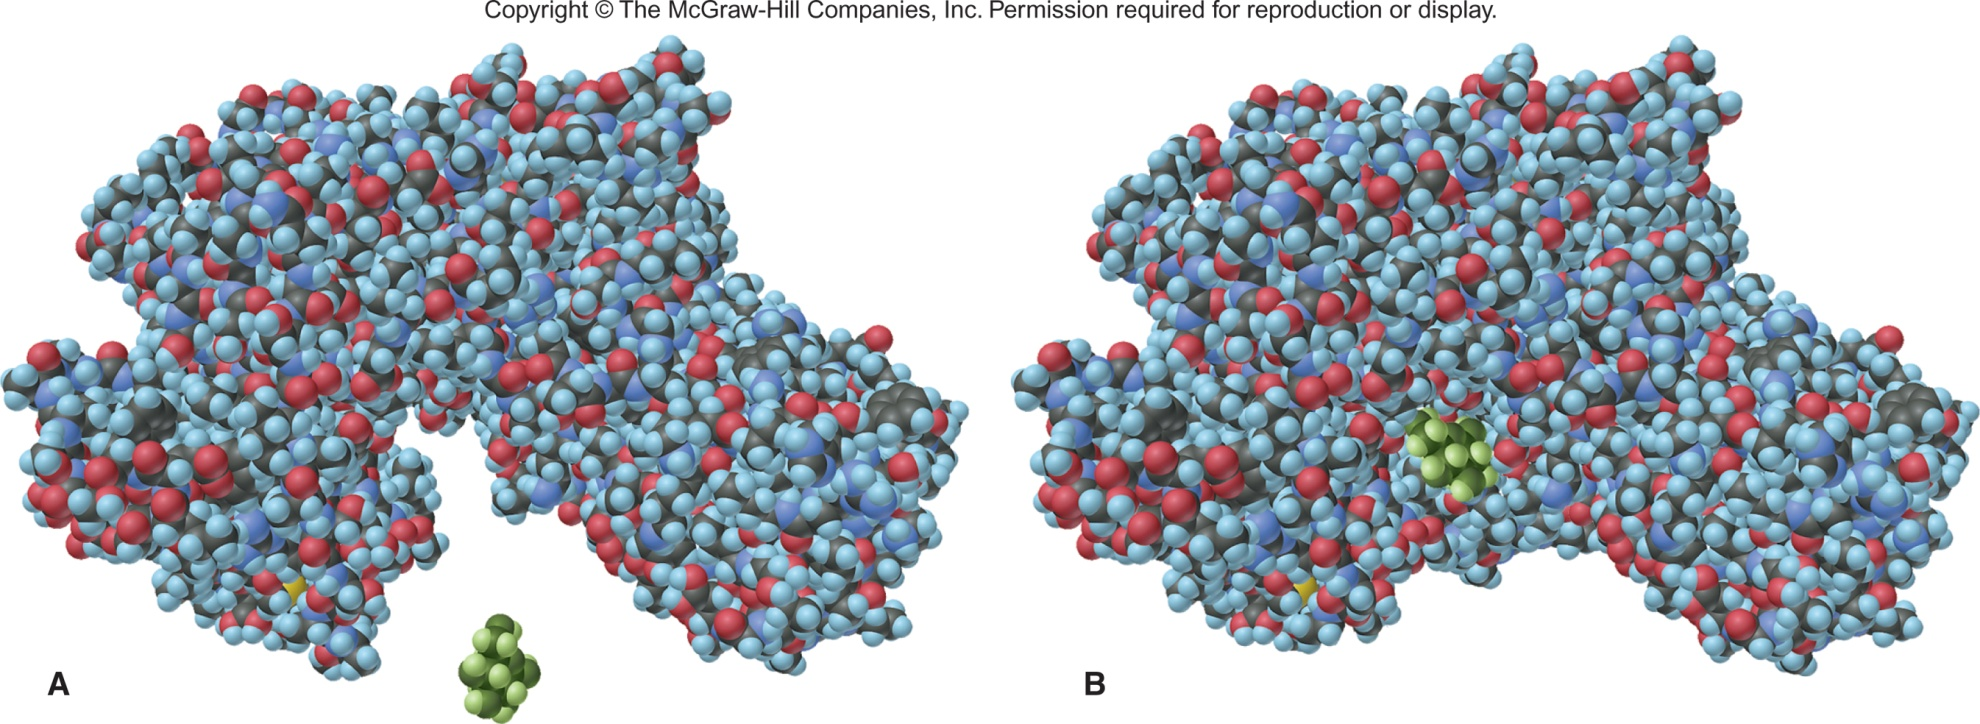 Copyright © The McGraw-Hill Companies, Inc. Permission required for reproduction or display.
A
B